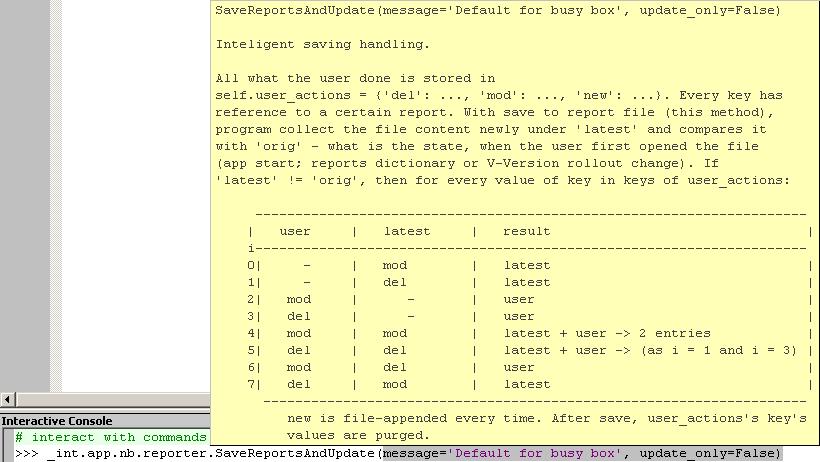 SaveReportsAndUpdate(message='Default for busy box', update_only=False)
Inteligent saving handling.
All what the user done is stored in
self.user_actions = {'del': ..., 'mod': ..., 'new': ...}. Every key has
reference to a certain report. With save to report file (this method),
program collect the file content newly under 'latest' and compares it
with 'orig' - what is the state, when the user first opened the file
(app start; reports dictionary or V-Version rollout change). If
'latest' != 'orig', then for every value of key in keys of user_actions:
--------------------------------------------------------------------
| user | latest | result |
i--------------------------------------------------------------------
0| - | mod | latest |
1| - | del | latest |
2| mod | - | user |
3| del | - | user |
4| mod | mod | latest + user -> 2 entries |
5| del | del | latest + user -> (as i = 1 and i = 3) |
6| mod | del | user |
7| del | mod | latest |
--------------------------------------------------------------------
new is file-appended every time. After save, user_actions's key's
values are purged.
Interactive Console
# interact with commands
>>> _int.app.nb.reporter.SaveReportsAndUpdate(message='Default for busy box', update_only=False)